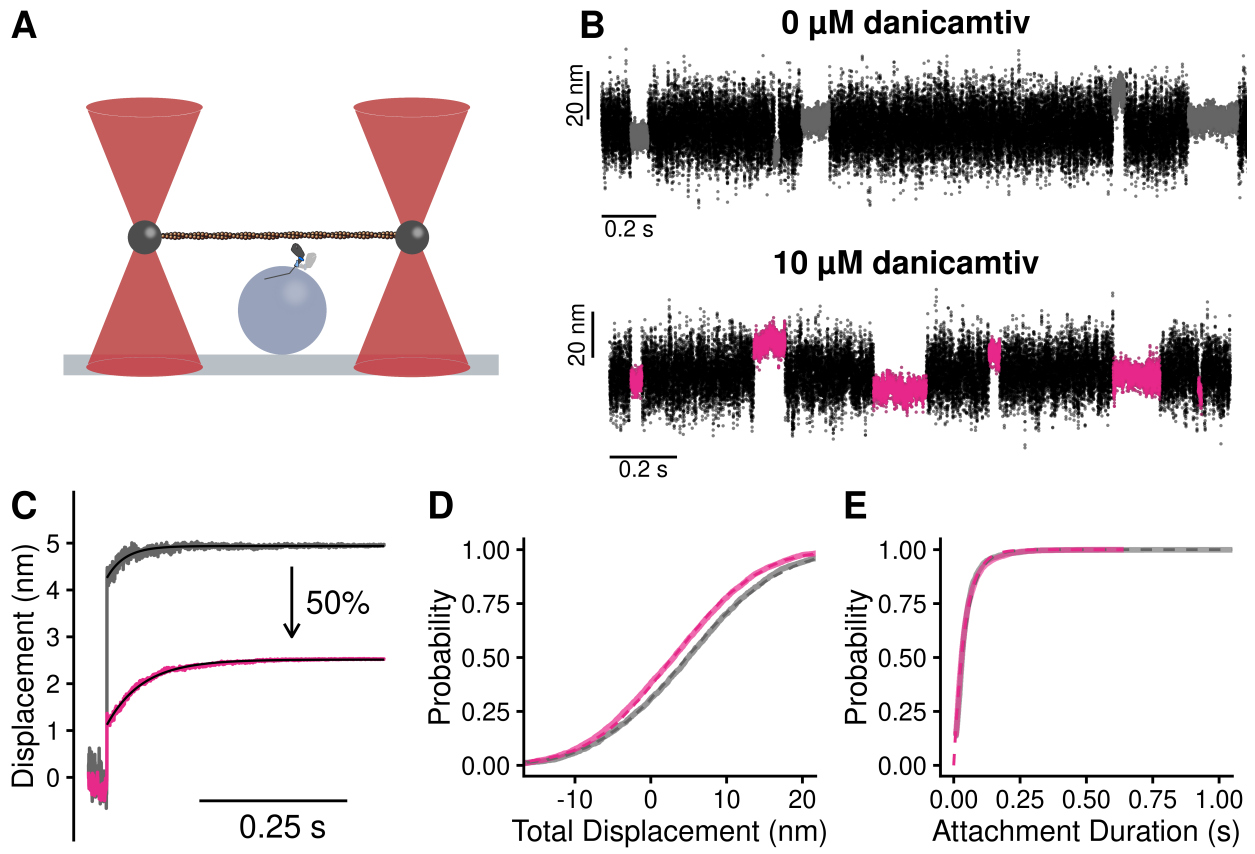 A
B
0 µM danicamtiv
20 nm
0.2 s
10 µM danicamtiv
20 nm
0.2 s
C
Displacement (nm)
5
4
3
2
1
0
50%
0.25 s
D
Probability
1.00
0.75
0.50
0.25
0.00
-10 0 10 20
Total Displacement (nm)
E
Probability
1.00
0.75
0.50
0.25
0.00
0.00 0.25 0.50 0.75 1.00
Attachment Duration (s)